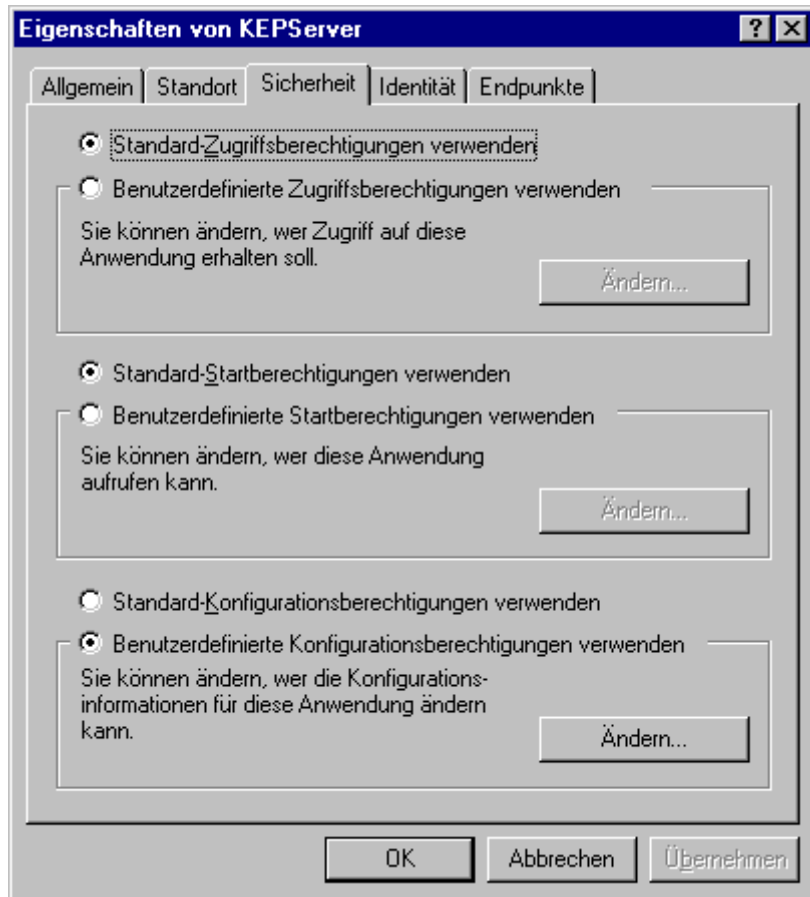 Eigenschaften von KEPServer
Allgemein Standort Sicherheit Identität Endpunkte
Standard-Zugriffsberechtigungen verwenden
Benutzerdefinierte Zugriffsberechtigungen verwenden
Sie können ändern, wer Zugriff auf diese
Anwendung erhalten soll.
Ändern...
Standard-Startberechtigungen verwenden
Benutzerdefinierte Startberechtigungen verwenden
Sie können ändern, wer diese Anwendung
aufrufen kann.
Ändern...
Standard-Konfigurationsberechtigungen verwenden
Benutzerdefinierte Konfigurationsberechtigungen verwenden
Sie können ändern, wer die Konfigurations-
informationen für diese Anwendung ändern
kann.
Ändern...
OK Abbrechen Übernehmen